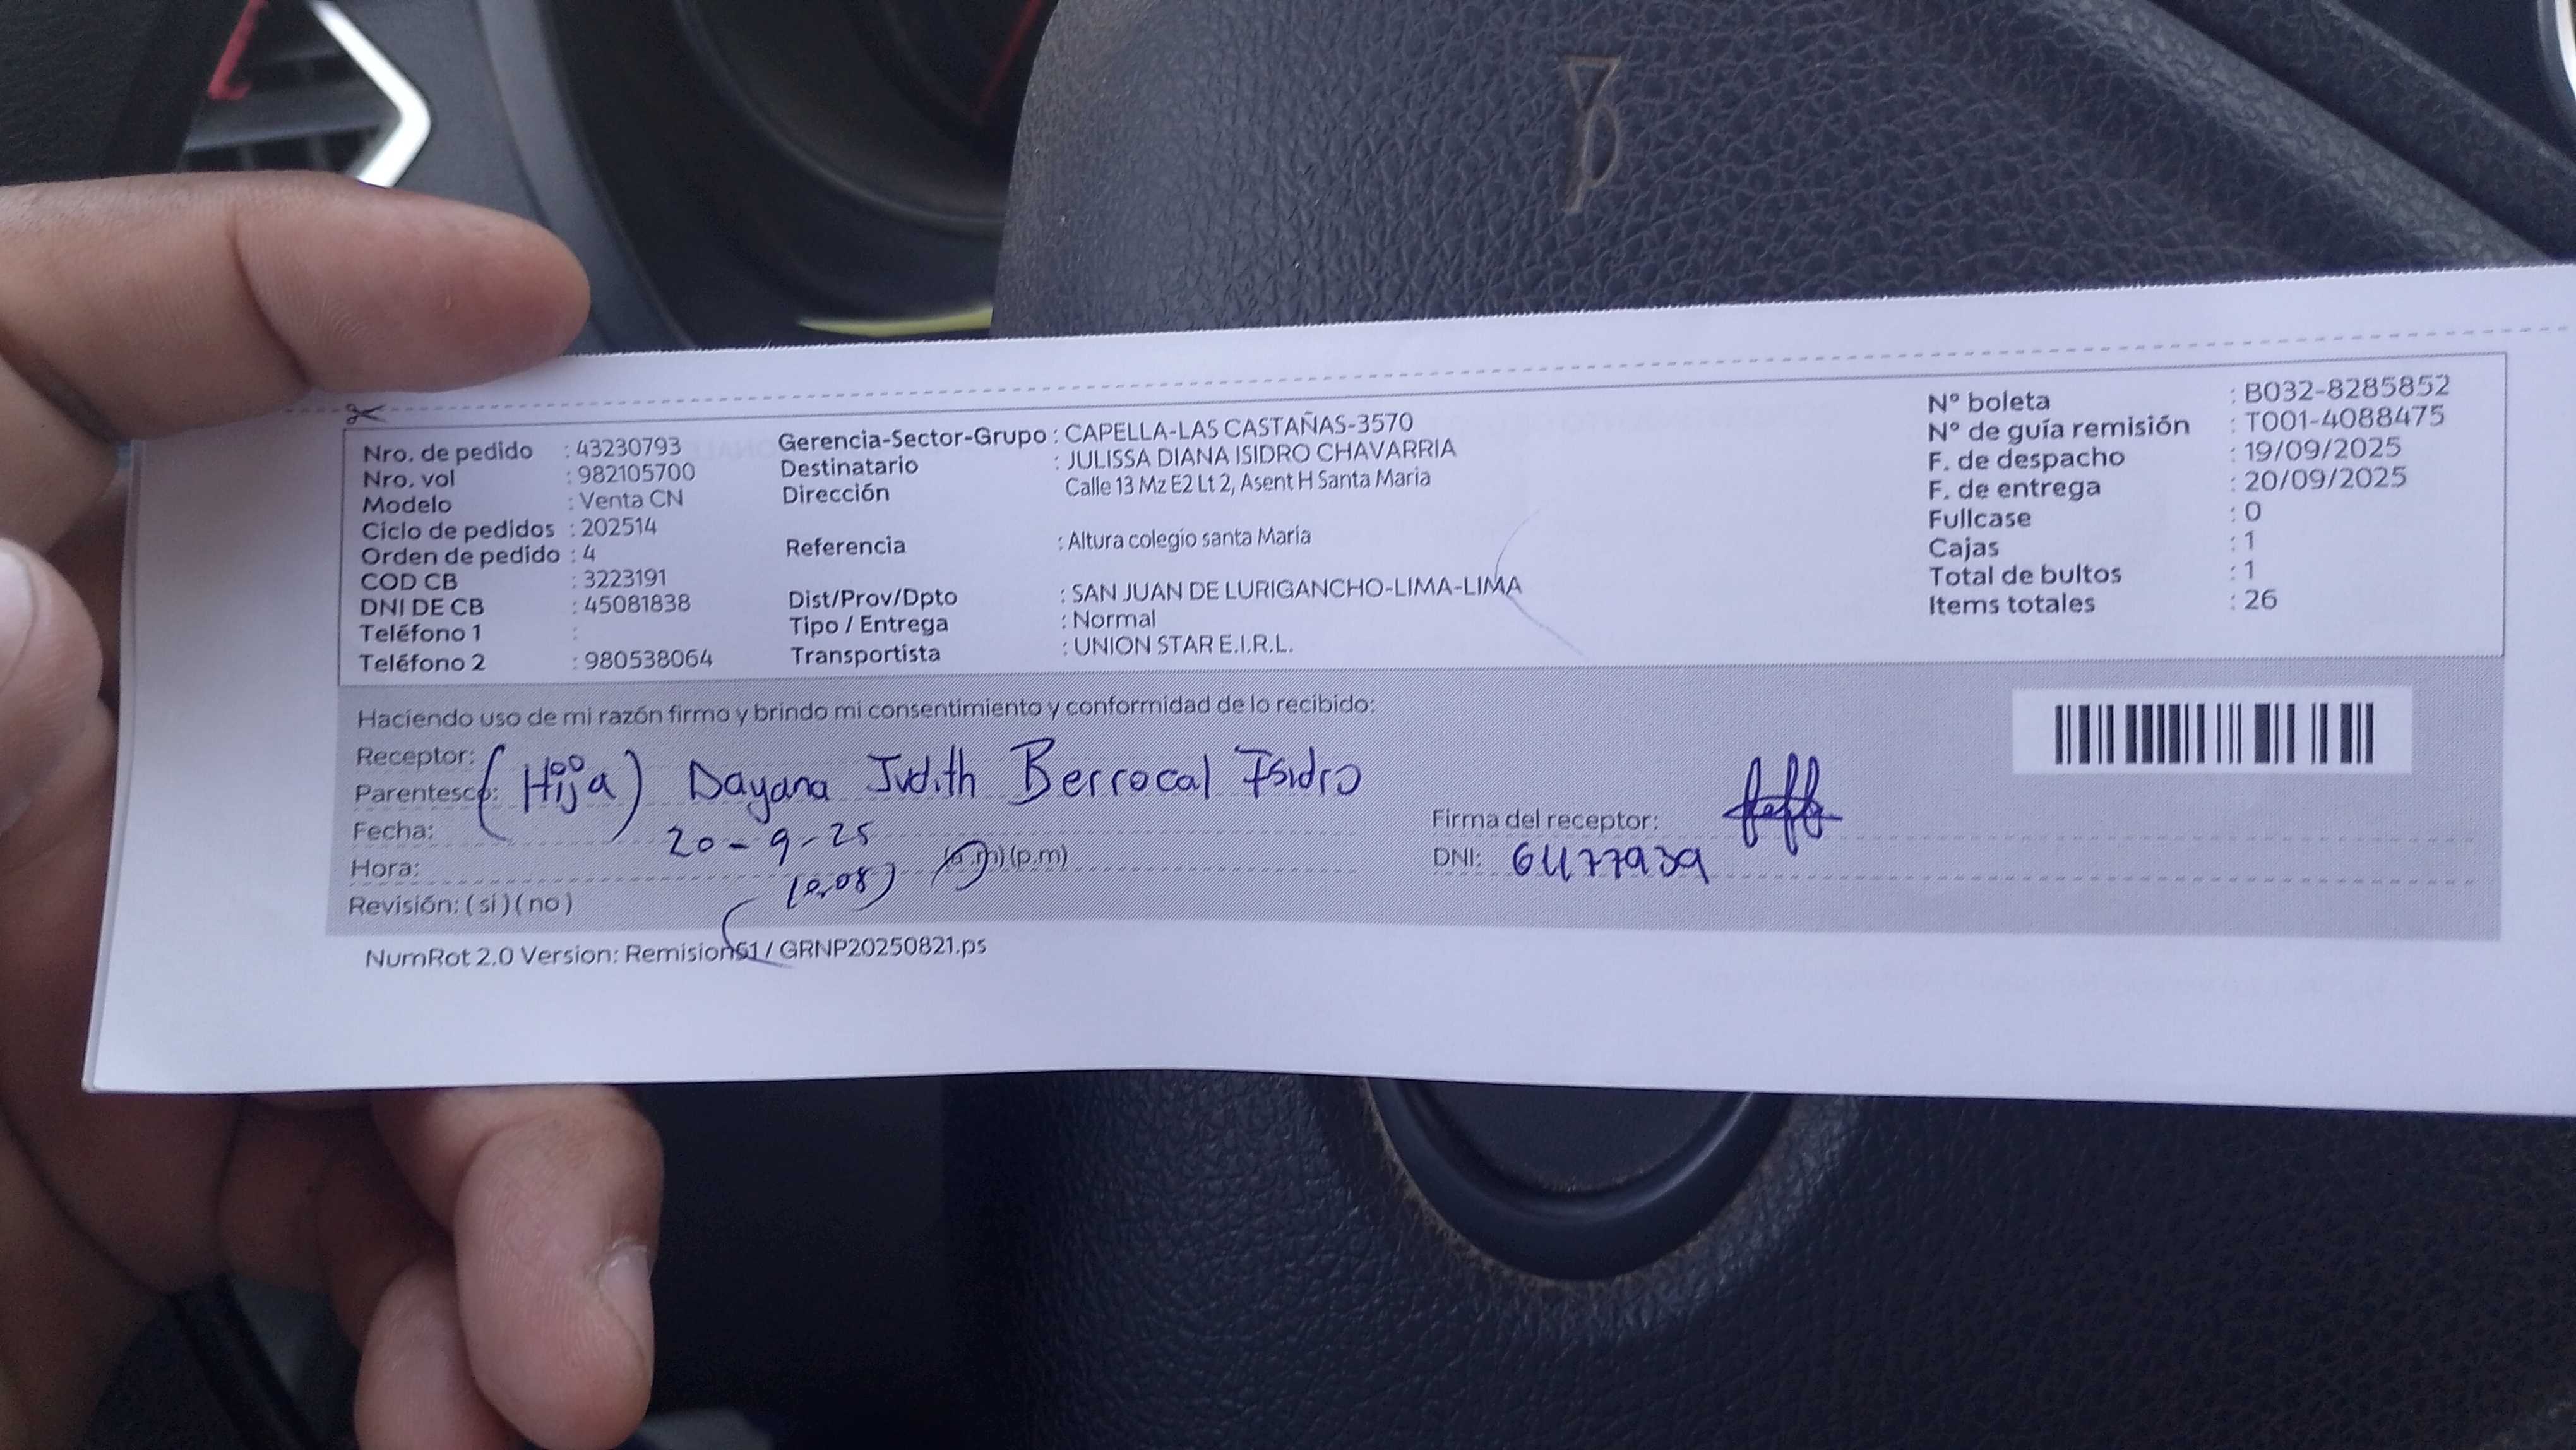 Nro. de pedido : 43230793
Nro. vol : 982105700
Modelo : Venta CN
Ciclo de pedidos : 202514
Orden de pedido : 4
COD CB : 3223191
DNI DE CB : 45081838
Teléfono 1 :
Teléfono 2 : 980538064
Gerencia-Sector-Grupo : CAPELLA-LAS CASTAÑAS-3570
Destinatario : JULISSA DIANA ISIDRO CHAVARRIA
Dirección Calle 13 Mz E2 Lt 2, Asent H Santa Maria
Referencia : Altura colegio santa Maria
Dist/Prov/Dpto : SAN JUAN DE LURIGANCHO-LIMA-LIMA
Tipo / Entrega : Normal
Transportista : UNION STAR E.I.R.L.
N° boleta : B032-8285852
N° de guía remisión : T001-4088475
F. de despacho : 19/09/2025
F. de entrega : 20/09/2025
Fullcase : 0
Cajas : 1
Total de bultos : 1
Items totales : 26
Haciendo uso de mi razón firmo y brindo mi consentimiento y conformidad de lo recibido:
Receptor: Dayana Judith Berrocal Isidro
Parentesco: (Hija)
Fecha: 20-9-25
Hora: (a.m)(p.m)
Revisión: ( si ) ( no )
Firma del receptor:
DNI:
NumRot 2.0 Version: Remision61 / GRNP20250821.ps